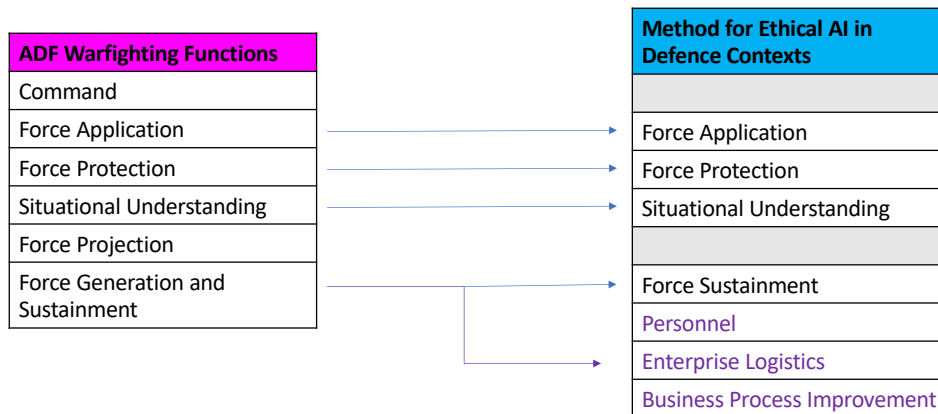 ADF Warfighting Functions
Command
Force Application
Force Protection
Situational Understanding
Force Projection
Force Generation and
Sustainment
Method for Ethical AI in
Defence Contexts
Force Application
Force Protection
Situational Understanding
Force Sustainment
Personnel
Enterprise Logistics
Business Process Improvement